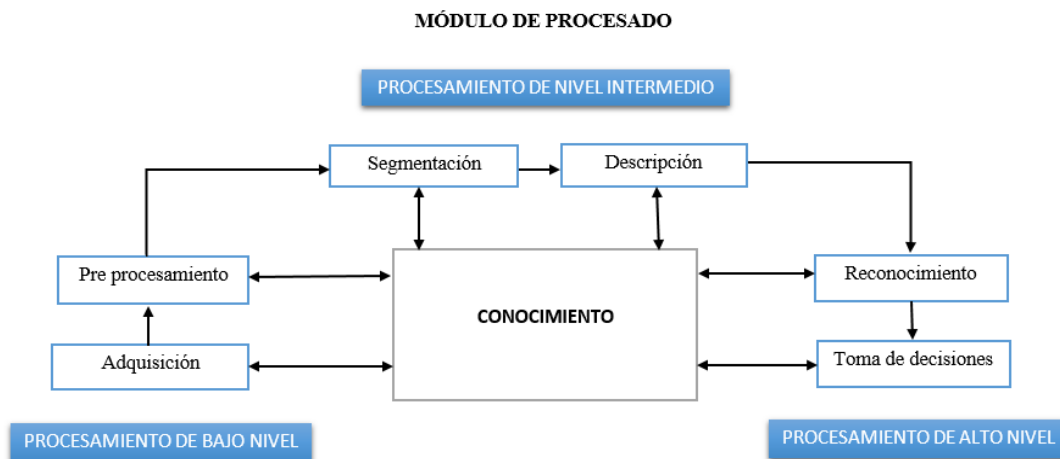 MÓDULO DE PROCESADO
PROCESAMIENTO DE NIVEL INTERMEDIO
Segmentación
Descripción
Pre procesamiento
Reconocimiento
CONOCIMIENTO
Adquisición
Toma de decisiones
PROCESAMIENTO DE BAJO NIVEL
PROCESAMIENTO DE ALTO NIVEL